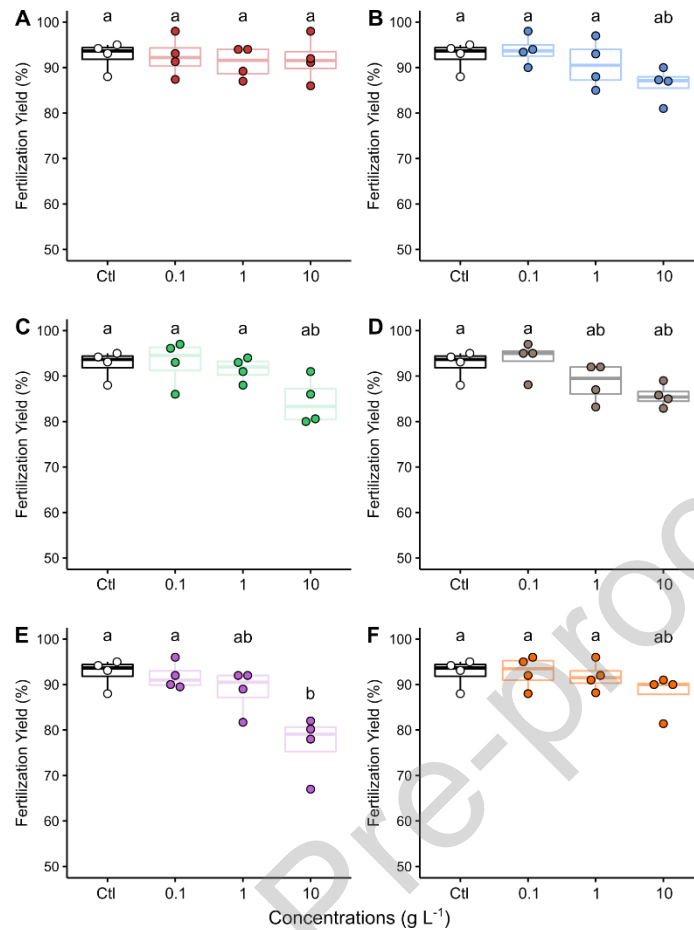 A a a a a
100
90
80
70
60
50
Fertilization Yield (%)
Ctl 0.1 1 10
B a a a ab
100
90
80
70
60
50
Fertilization Yield (%)
Ctl 0.1 1 10
C a a a ab
100
90
80
70
60
50
Fertilization Yield (%)
Ctl 0.1 1 10
D a a ab ab
100
90
80
70
60
50
Fertilization Yield (%)
Ctl 0.1 1 10
E a a ab b
100
90
80
70
60
50
Fertilization Yield (%)
Ctl 0.1 1 10
F a a a ab
100
90
80
70
60
50
Fertilization Yield (%)
Ctl 0.1 1 10
Concentrations (g L⁻¹)
Pre-proo